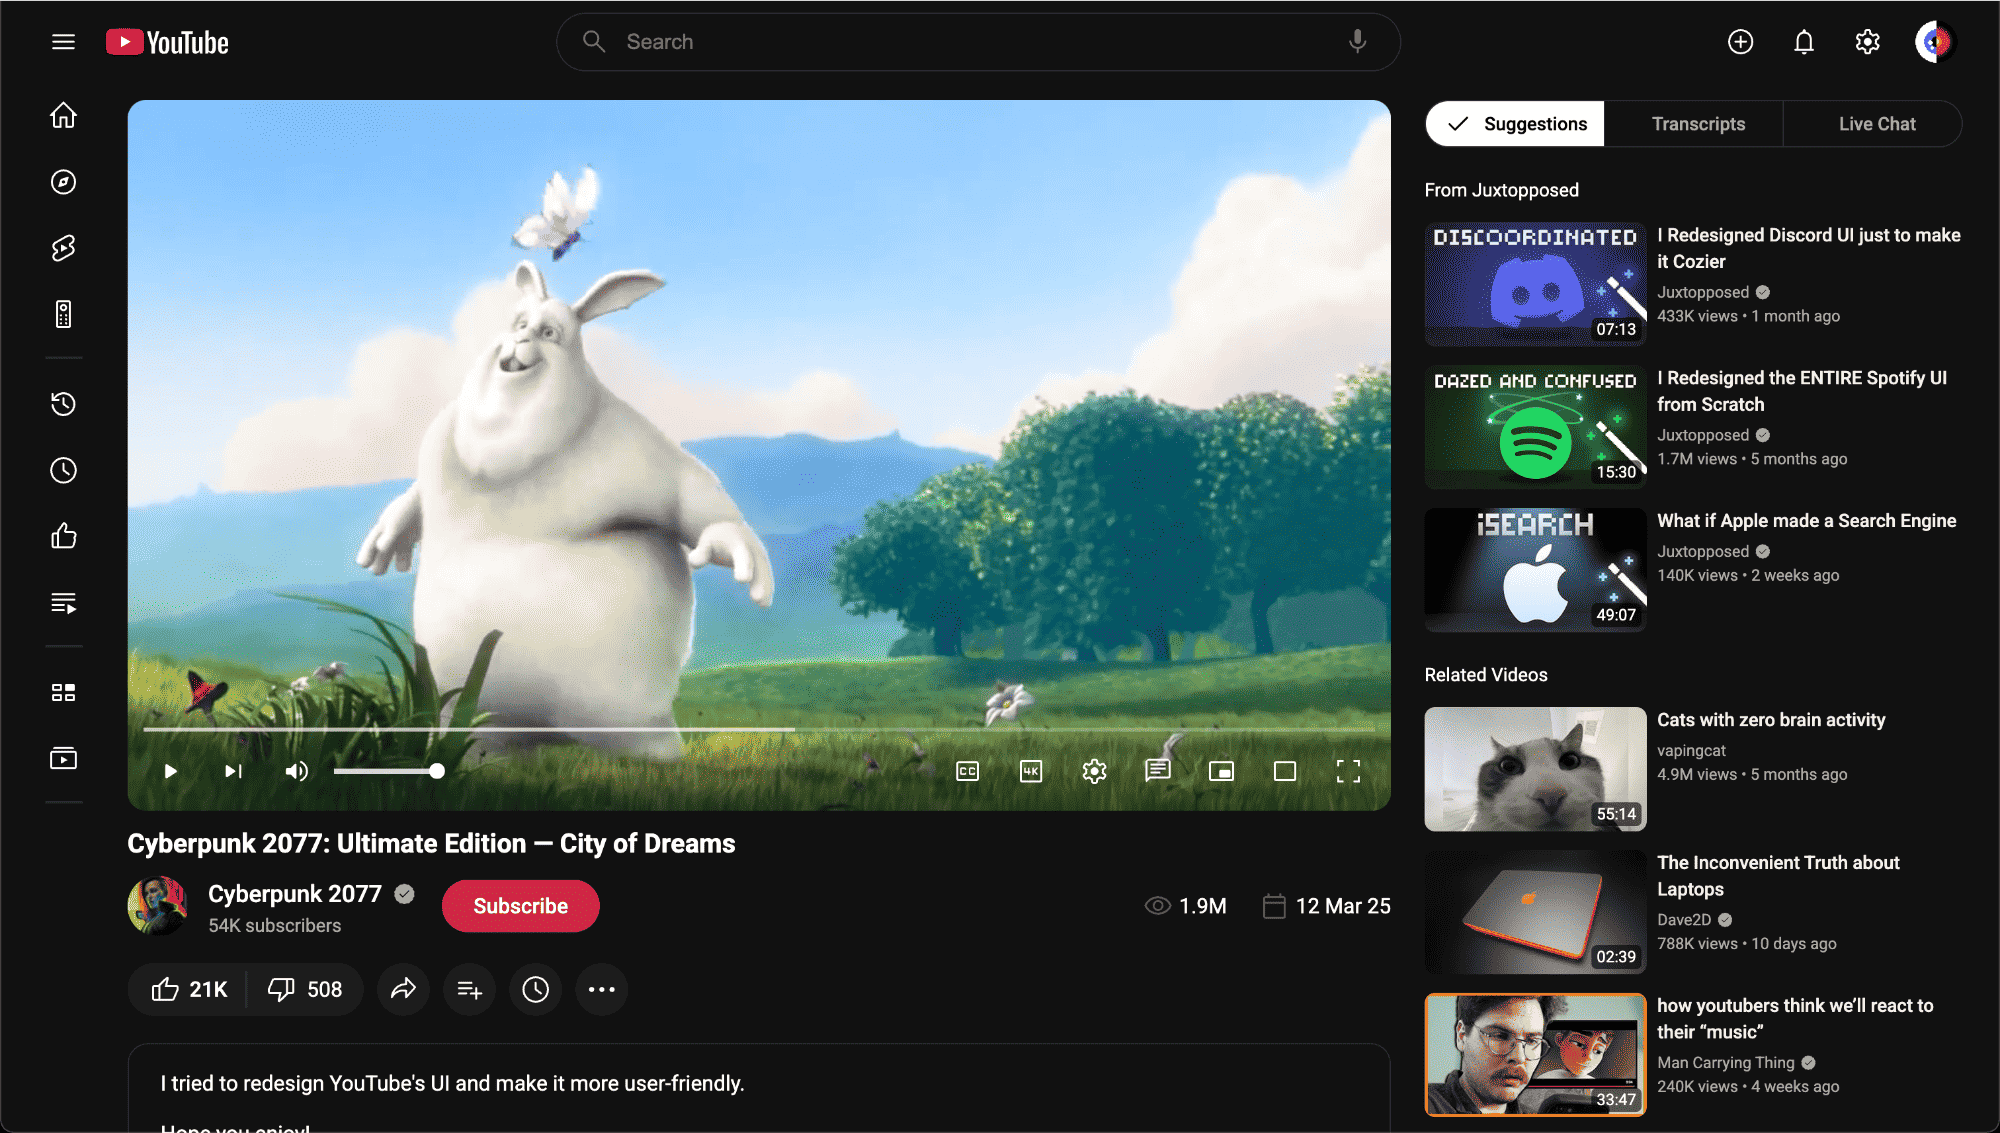 YouTube
Search
Suggestions
Transcripts
Live Chat
From Juxtopposed
DISCOORDINATED
07:13
I Redesigned Discord UI just to make
it Cozier
Juxtopposed
433K views • 1 month ago
DAZED AND CONFUSED
15:30
I Redesigned the ENTIRE Spotify UI
from Scratch
Juxtopposed
1.7M views • 5 months ago
iSEARCH
49:07
What if Apple made a Search Engine
Juxtopposed
140K views • 2 weeks ago
Related Videos
55:14
Cats with zero brain activity
vapingcat
4.9M views • 5 months ago
02:39
The Inconvenient Truth about
Laptops
Dave2D
788K views • 10 days ago
33:47
how youtubers think we’ll react to
their “music”
Man Carrying Thing
240K views • 4 weeks ago
CC
4K
Cyberpunk 2077: Ultimate Edition — City of Dreams
Cyberpunk 2077
54K subscribers
Subscribe
1.9M
12 Mar 25
21K
508
I tried to redesign YouTube's UI and make it more user-friendly.
Hope you enjoy!